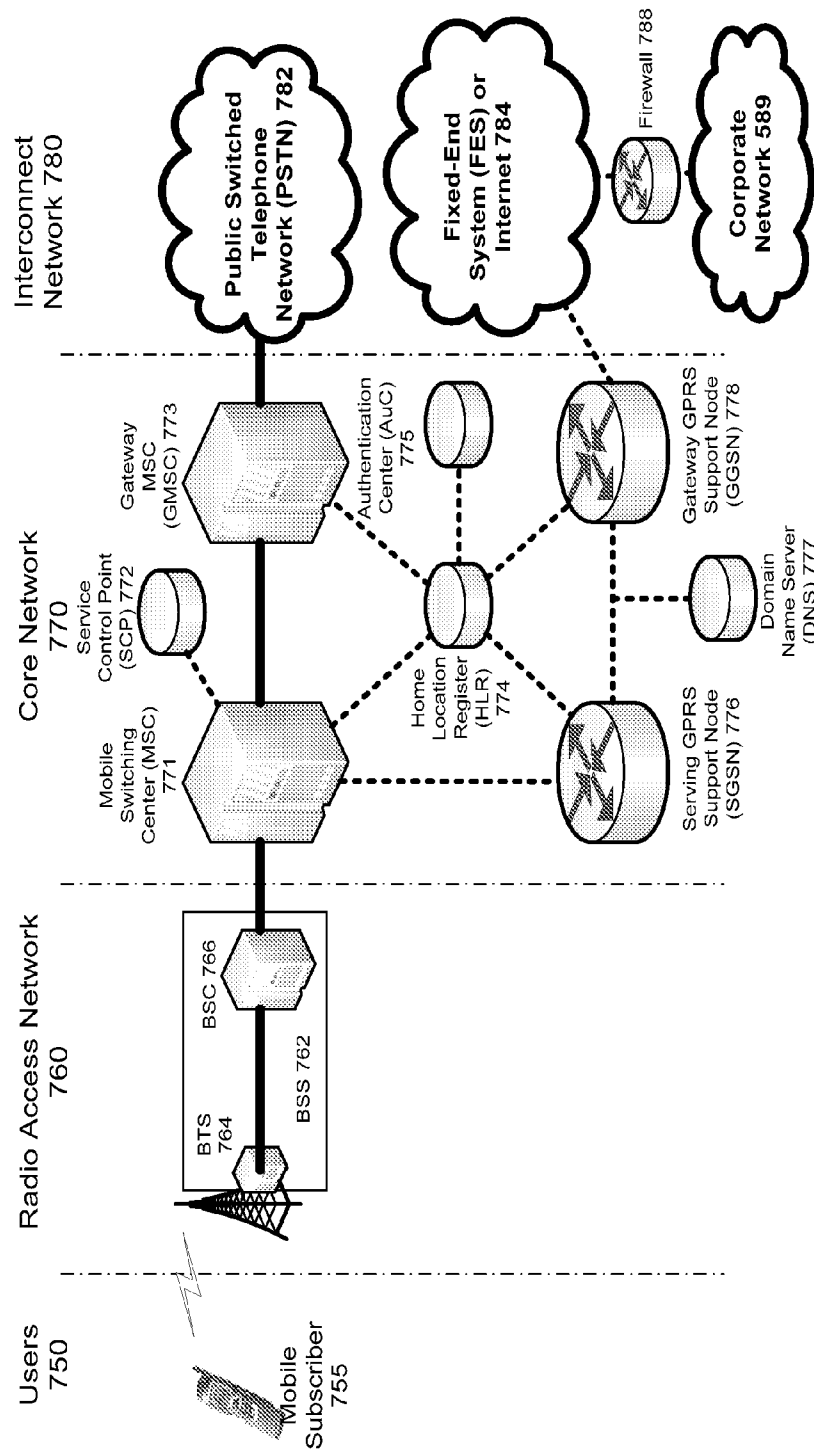 Users
750
Radio Access Network
760
Core Network
770
Interconnect
Network 780
Mobile
Subscriber
755
BTS
764
BSC 766
BSS 762
Mobile
Switching
Center (MSC)
771
Service
Control Point
(SCP) 772
Gateway
MSC
(GMSC) 773
Public Switched
Telephone
Network (PSTN) 782
Home
Location
Register
(HLR)
774
Authentication
Center (AuC)
775
Fixed-End
System (FES) or
Internet 784
Serving GPRS
Support Node
(SGSN) 776
Domain
Name Server
(DNS) 777
Gateway GPRS
Support Node
(GGSN) 778
Firewall 788
Corporate
Network 589